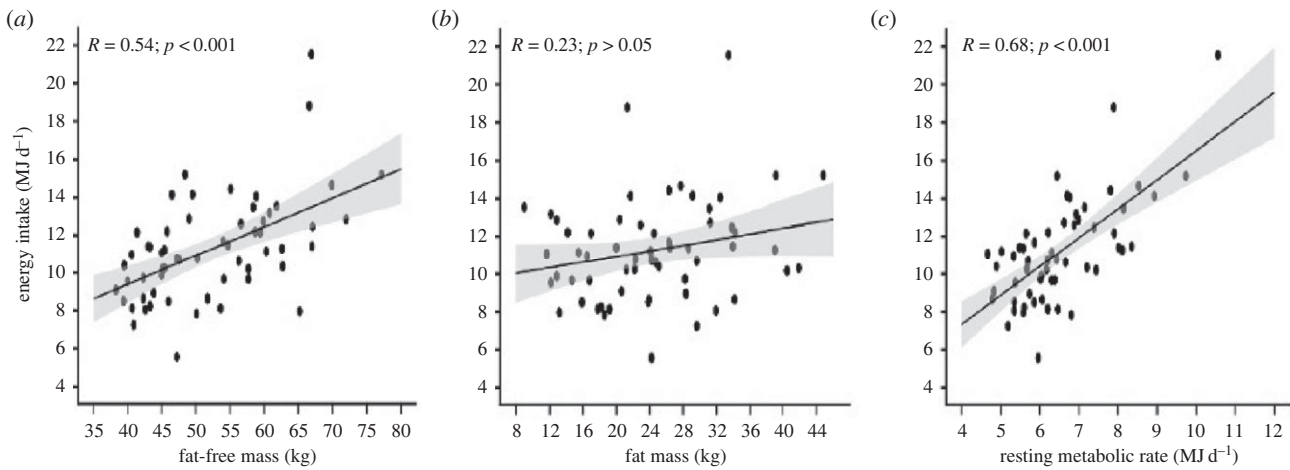 (a)
R = 0.54; p < 0.001
energy intake (MJ d⁻¹)
22
20
18
16
14
12
10
8
6
4
35 40 45 50 55 60 65 70 75 80
fat-free mass (kg)
(b)
R = 0.23; p > 0.05
22
20
18
16
14
12
10
8
6
4
8 12 16 20 24 28 32 36 40 44
fat mass (kg)
(c)
R = 0.68; p < 0.001
22
20
18
16
14
12
10
8
6
4
4 5 6 7 8 9 10 11 12
resting metabolic rate (MJ d⁻¹)